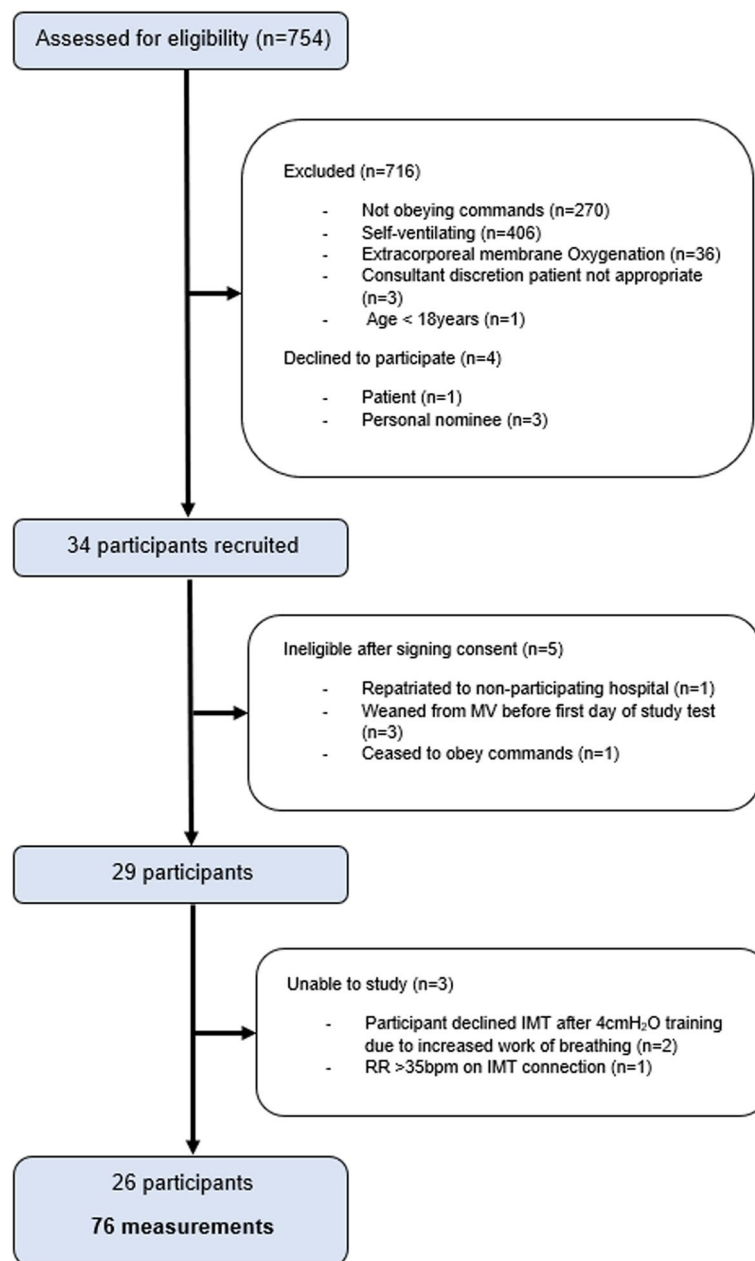 Assessed for eligibility (n=754)
Excluded (n=716)
- Not obeying commands (n=270)
- Self-ventilating (n=406)
- Extracorporeal membrane Oxygenation (n=36)
- Consultant discretion patient not appropriate
(n=3)
- Age < 18years (n=1)
Declined to participate (n=4)
- Patient (n=1)
- Personal nominee (n=3)
34 participants recruited
Ineligible after signing consent (n=5)
- Repatriated to non-participating hospital (n=1)
- Weaned from MV before first day of study test
(n=3)
- Ceased to obey commands (n=1)
29 participants
Unable to study (n=3)
- Participant declined IMT after 4cmH₂O training
due to increased work of breathing (n=2)
- RR >35bpm on IMT connection (n=1)
26 participants
76 measurements